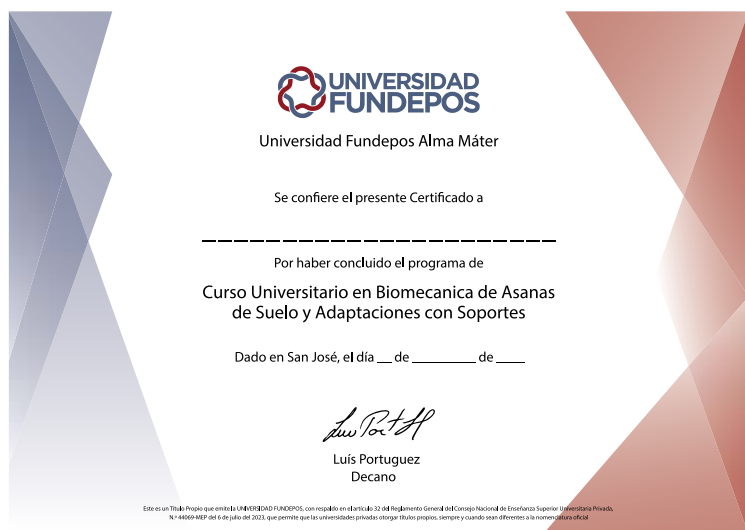 UNIVERSIDAD
FUNDEPOS
Universidad Fundepos Alma Máter
Se confiere el presente Certificado a
Por haber concluido el programa de
Curso Universitario en Biomecanica de Asanas
de Suelo y Adaptaciones con Soportes
Dado en San José, el día __ de ________ de ____
Luís Portuguez
Decano
Este es un Título Propio que emite la UNIVERSIDAD FUNDEPOS, con respaldo en el artículo 32 del Reglamento General del Consejo Nacional de Enseñanza Superior Universitaria Privada,
N.º 44069-MEP del 6 de julio del 2023, que permite que las universidades privadas otorgar títulos propios, siempre y cuando sean diferentes a la nomenclatura oficial